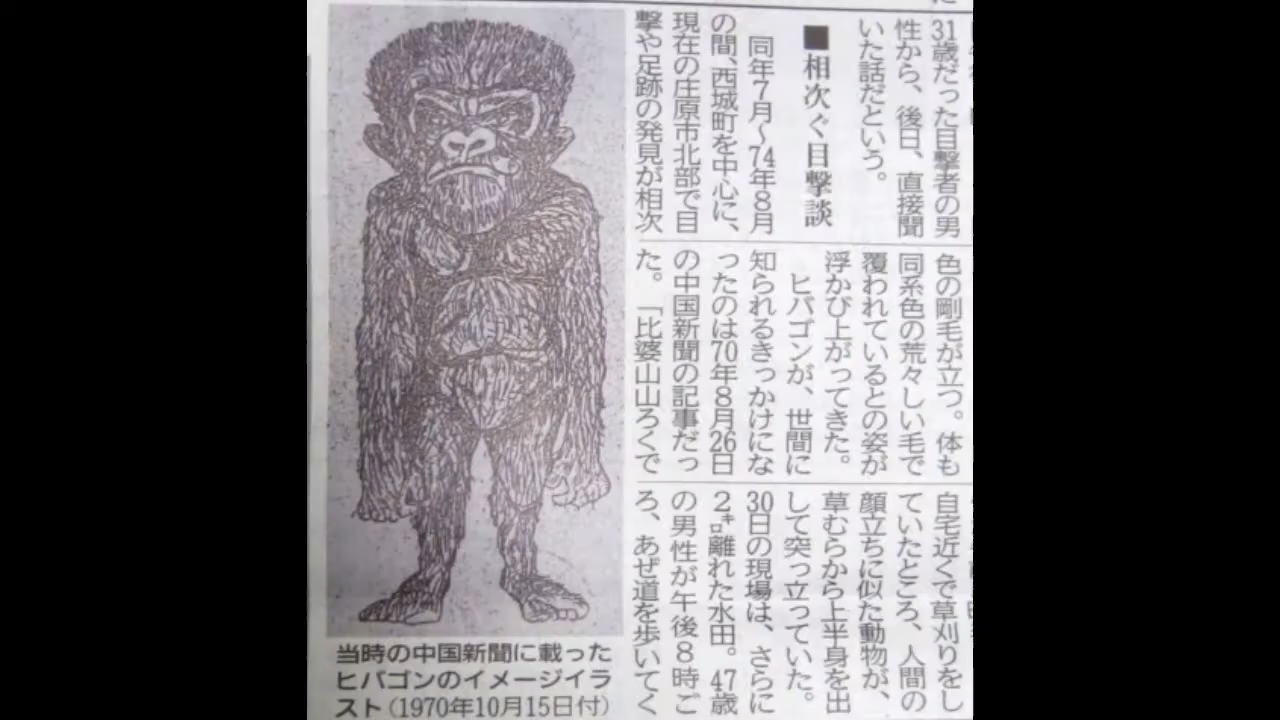 31歳だった目撃者の男
性から、後日、直接聞
いた話だという。
■相次ぐ目撃談
同年7月〜74年8月
の間、西城町を中心に、
現在の庄原市北部で目
撃や足跡の発見が相次
色の剛毛が立つ。体も
同系色の荒々しい毛で
覆われているとの姿が
浮かび上がってきた。
ヒバゴンが、世間に
知られるきっかけにな
ったのは70年8月26日
の中国新聞の記事だっ
た。「比婆山山ろくで
自宅近くで草刈りをし
ていたところ、人間の
顔立ちに似た動物が、
草むらから上半身を出
して突っ立っていた。
30日の現場は、さらに
2㌔離れた水田。47歳
の男性が午後8時ご
ろ、あぜ道を歩いてく
当時の中国新聞に載った
ヒバゴンのイメージイラ
スト(1970年10月15日付)